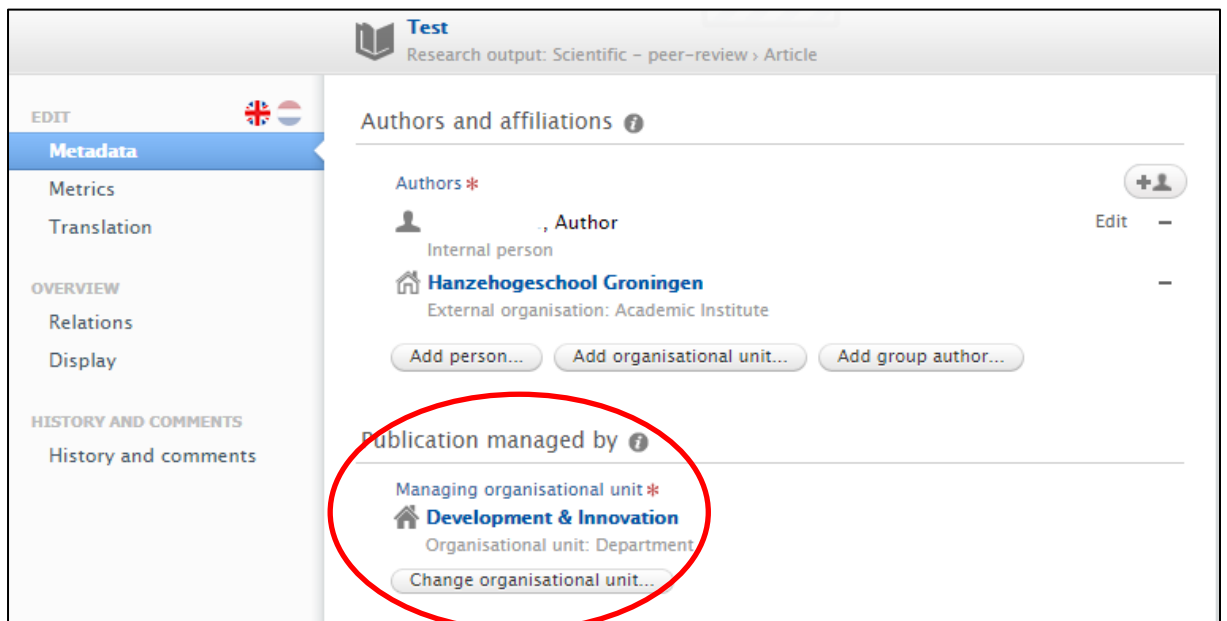 Test
Research output: Scientific – peer-review › Article
EDIT
Metadata
Metrics
Translation
OVERVIEW
Relations
Display
HISTORY AND COMMENTS
History and comments
Authors and affiliations
Authors *
, Author
Edit –
Internal person
Hanzehogeschool Groningen
–
External organisation: Academic Institute
Add person... Add organisational unit... Add group author...
Publication managed by
Managing organisational unit *
Development & Innovation
Organisational unit: Department
Change organisational unit...